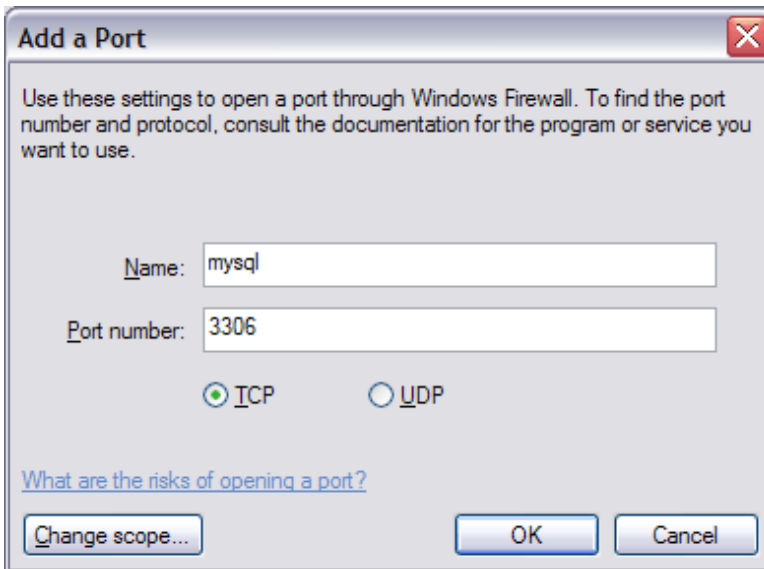 Add a Port
Use these settings to open a port through Windows Firewall. To find the port
number and protocol, consult the documentation for the program or service you
want to use.
Name: mysql
Port number: 3306
TCP UDP
What are the risks of opening a port?
Change scope... OK Cancel